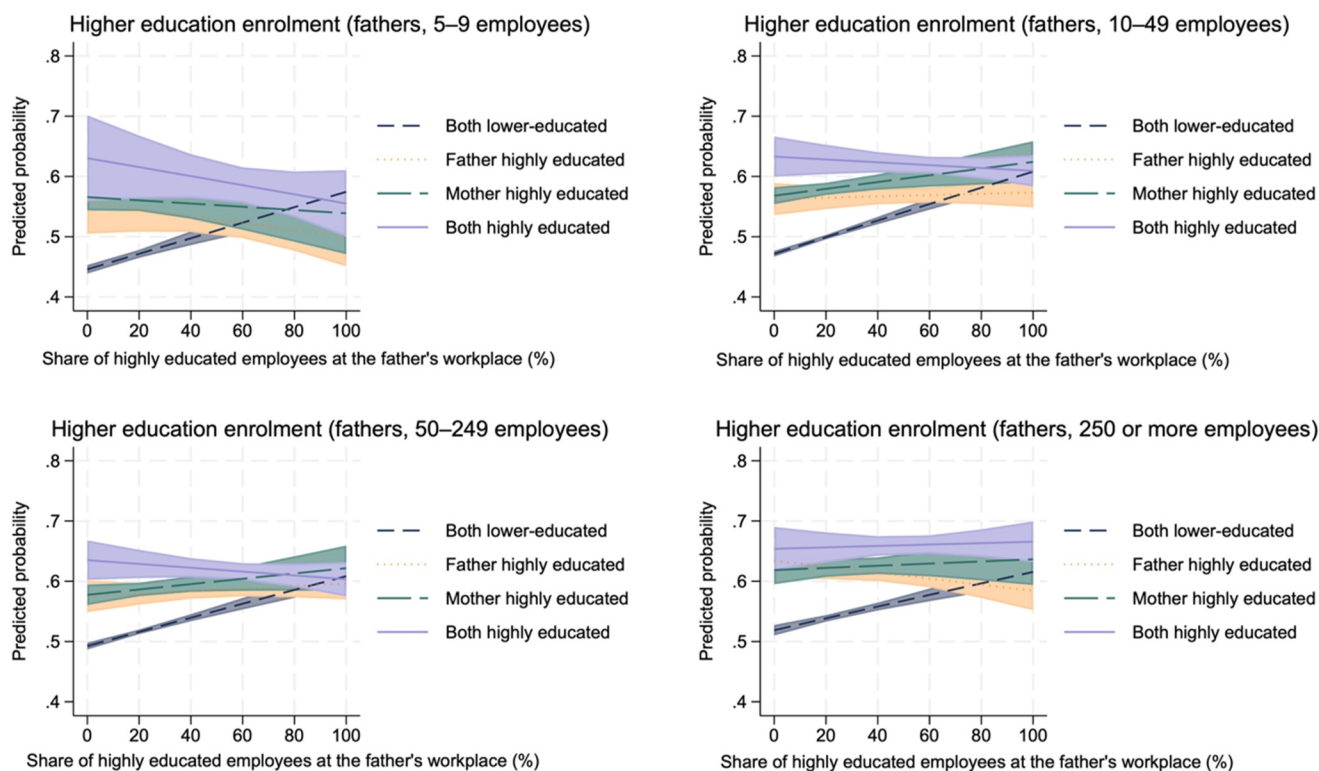 Higher education enrolment (fathers, 5–9 employees)
.8
.7
.6
.5
.4
Predicted probability
0 20 40 60 80 100
Share of highly educated employees at the father's workplace (%)
Both lower-educated
Father highly educated
Mother highly educated
Both highly educated
Higher education enrolment (fathers, 10–49 employees)
.8
.7
.6
.5
.4
Predicted probability
0 20 40 60 80 100
Share of highly educated employees at the father's workplace (%)
Both lower-educated
Father highly educated
Mother highly educated
Both highly educated
Higher education enrolment (fathers, 50–249 employees)
.8
.7
.6
.5
.4
Predicted probability
0 20 40 60 80 100
Share of highly educated employees at the father's workplace (%)
Both lower-educated
Father highly educated
Mother highly educated
Both highly educated
Higher education enrolment (fathers, 250 or more employees)
.8
.7
.6
.5
.4
Predicted probability
0 20 40 60 80 100
Share of highly educated employees at the father's workplace (%)
Both lower-educated
Father highly educated
Mother highly educated
Both highly educated